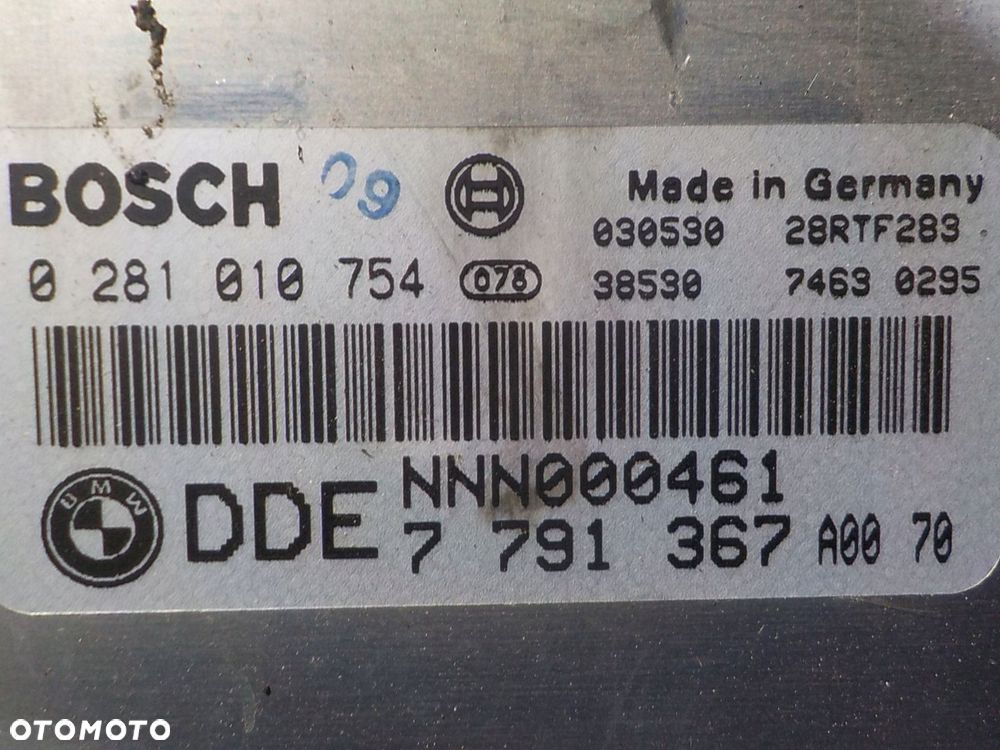 BOSCH 09 Made in Germany
030530 28RTF283
0 281 010 754 078 38530 7463 0295
BMW DDE NNN000461
7 791 367 A00 70
OTOMOTO